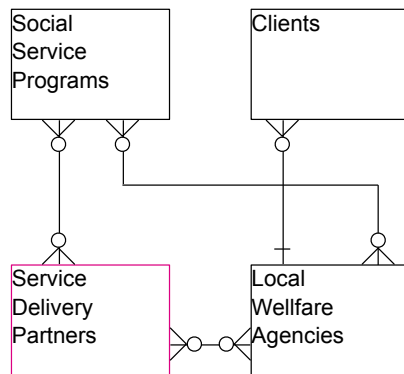 Social
Service
Programs
Clients
Service
Delivery
Partners
Local
Wellfare
Agencies